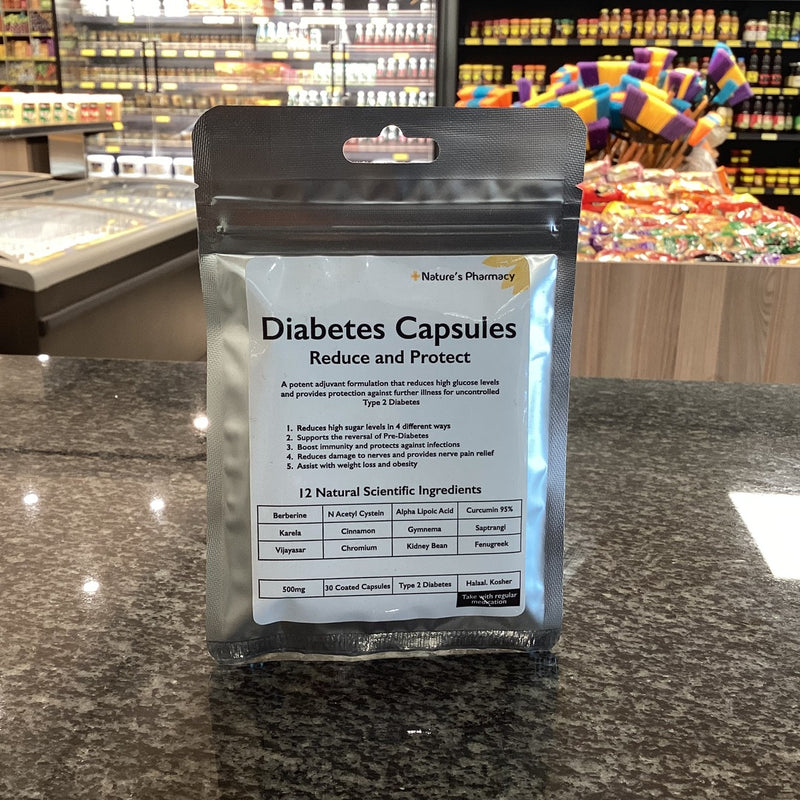 Nature's Pharmacy
Diabetes Capsules
Reduce and Protect
A potent adjuvant formulation that reduces high glucose levels
and provides protection against further illness for uncontrolled
Type 2 Diabetes
1. Reduces high sugar levels in 4 different ways
2. Supports the reversal of Pre-Diabetes
3. Boost immunity and protects against infections
4. Reduces damage to nerves and provides nerve pain relief
5. Assist with weight loss and obesity
12 Natural Scientific Ingredients
Berberine N Acetyl Cystein Alpha Lipoic Acid Curcumin 95%
Karela Cinnamon Gymnema Saptrangi
Vijayasar Chromium Kidney Bean Fenugreek
500mg 30 Coated Capsules Type 2 Diabetes Halaal. Kosher
Take with regular
medication